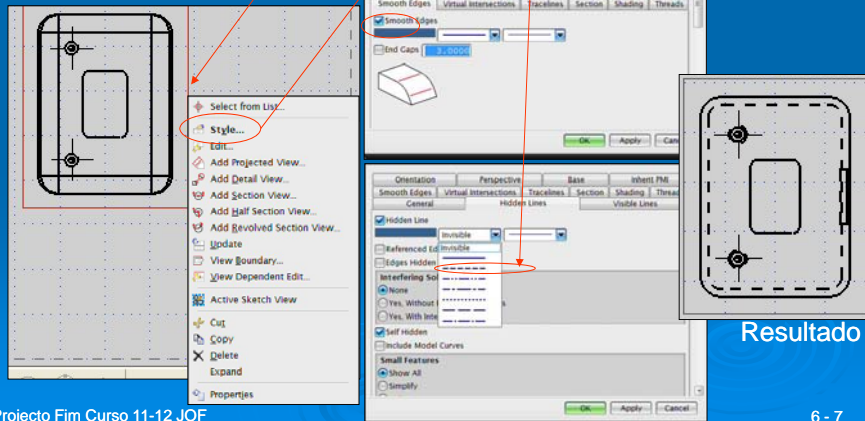 Select from List...
Style...
Edit...
Add Projected View...
Add Detail View...
Add Section View...
Add Half Section View...
Add Revolved Section View...
Update
View Boundary...
View Dependent Edit...
Active Sketch View
Cut
Copy
Delete
Expand
Properties
Smooth Edges Virtual Intersections Tracelines Section Shading Threads
Smooth Edges
End Gaps 3.0000
OK Apply Can
Orientation Perspective Base Inherit PMI
Smooth Edges Virtual Intersections Tracelines Section Shading Threa
General Hidden Lines Visible Lines
Hidden Line
Invisible
Referenced Ed Invisible
Edges Hidden
Interfering Sol
None
Yes, Without s
Yes, With Inte
Self Hidden
Include Model Curves
Small Features
Show All
Simplify
OK Apply Cancel
Resultado
Projecto Fim Curso 11-12 JOF
6 - 7